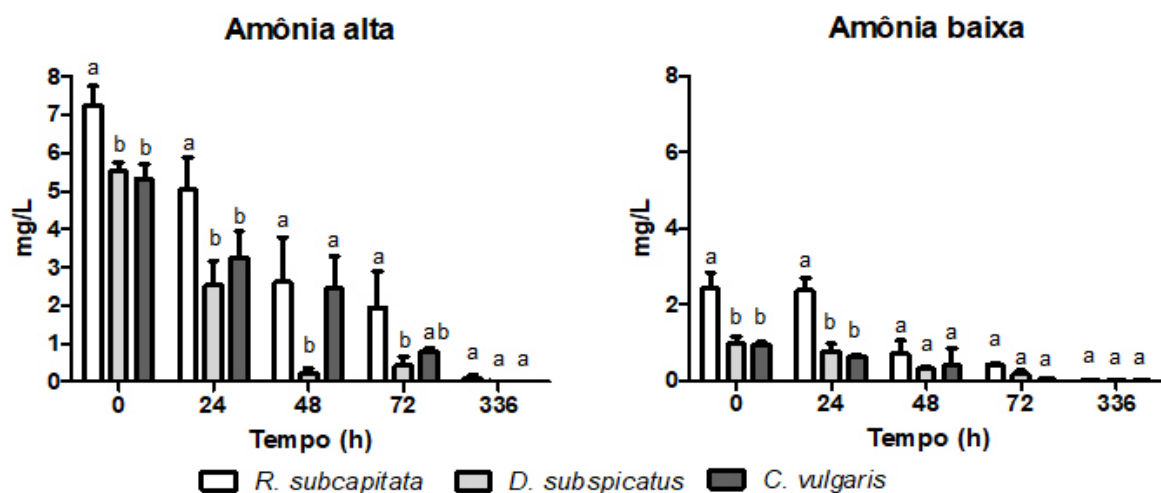 Amônia alta
a
b b
a
b b
a
b
a
a
b
ab
a a a
8
7
6
5
4
3
2
1
0
mg/L
0 24 48 72 336
Tempo (h)
Amônia baixa
a
b b
a
b b
a a a
a a a
a a a
8
6
4
2
0
mg/L
0 24 48 72 336
Tempo (h)
R. subcapitata D. subspicatus C. vulgaris